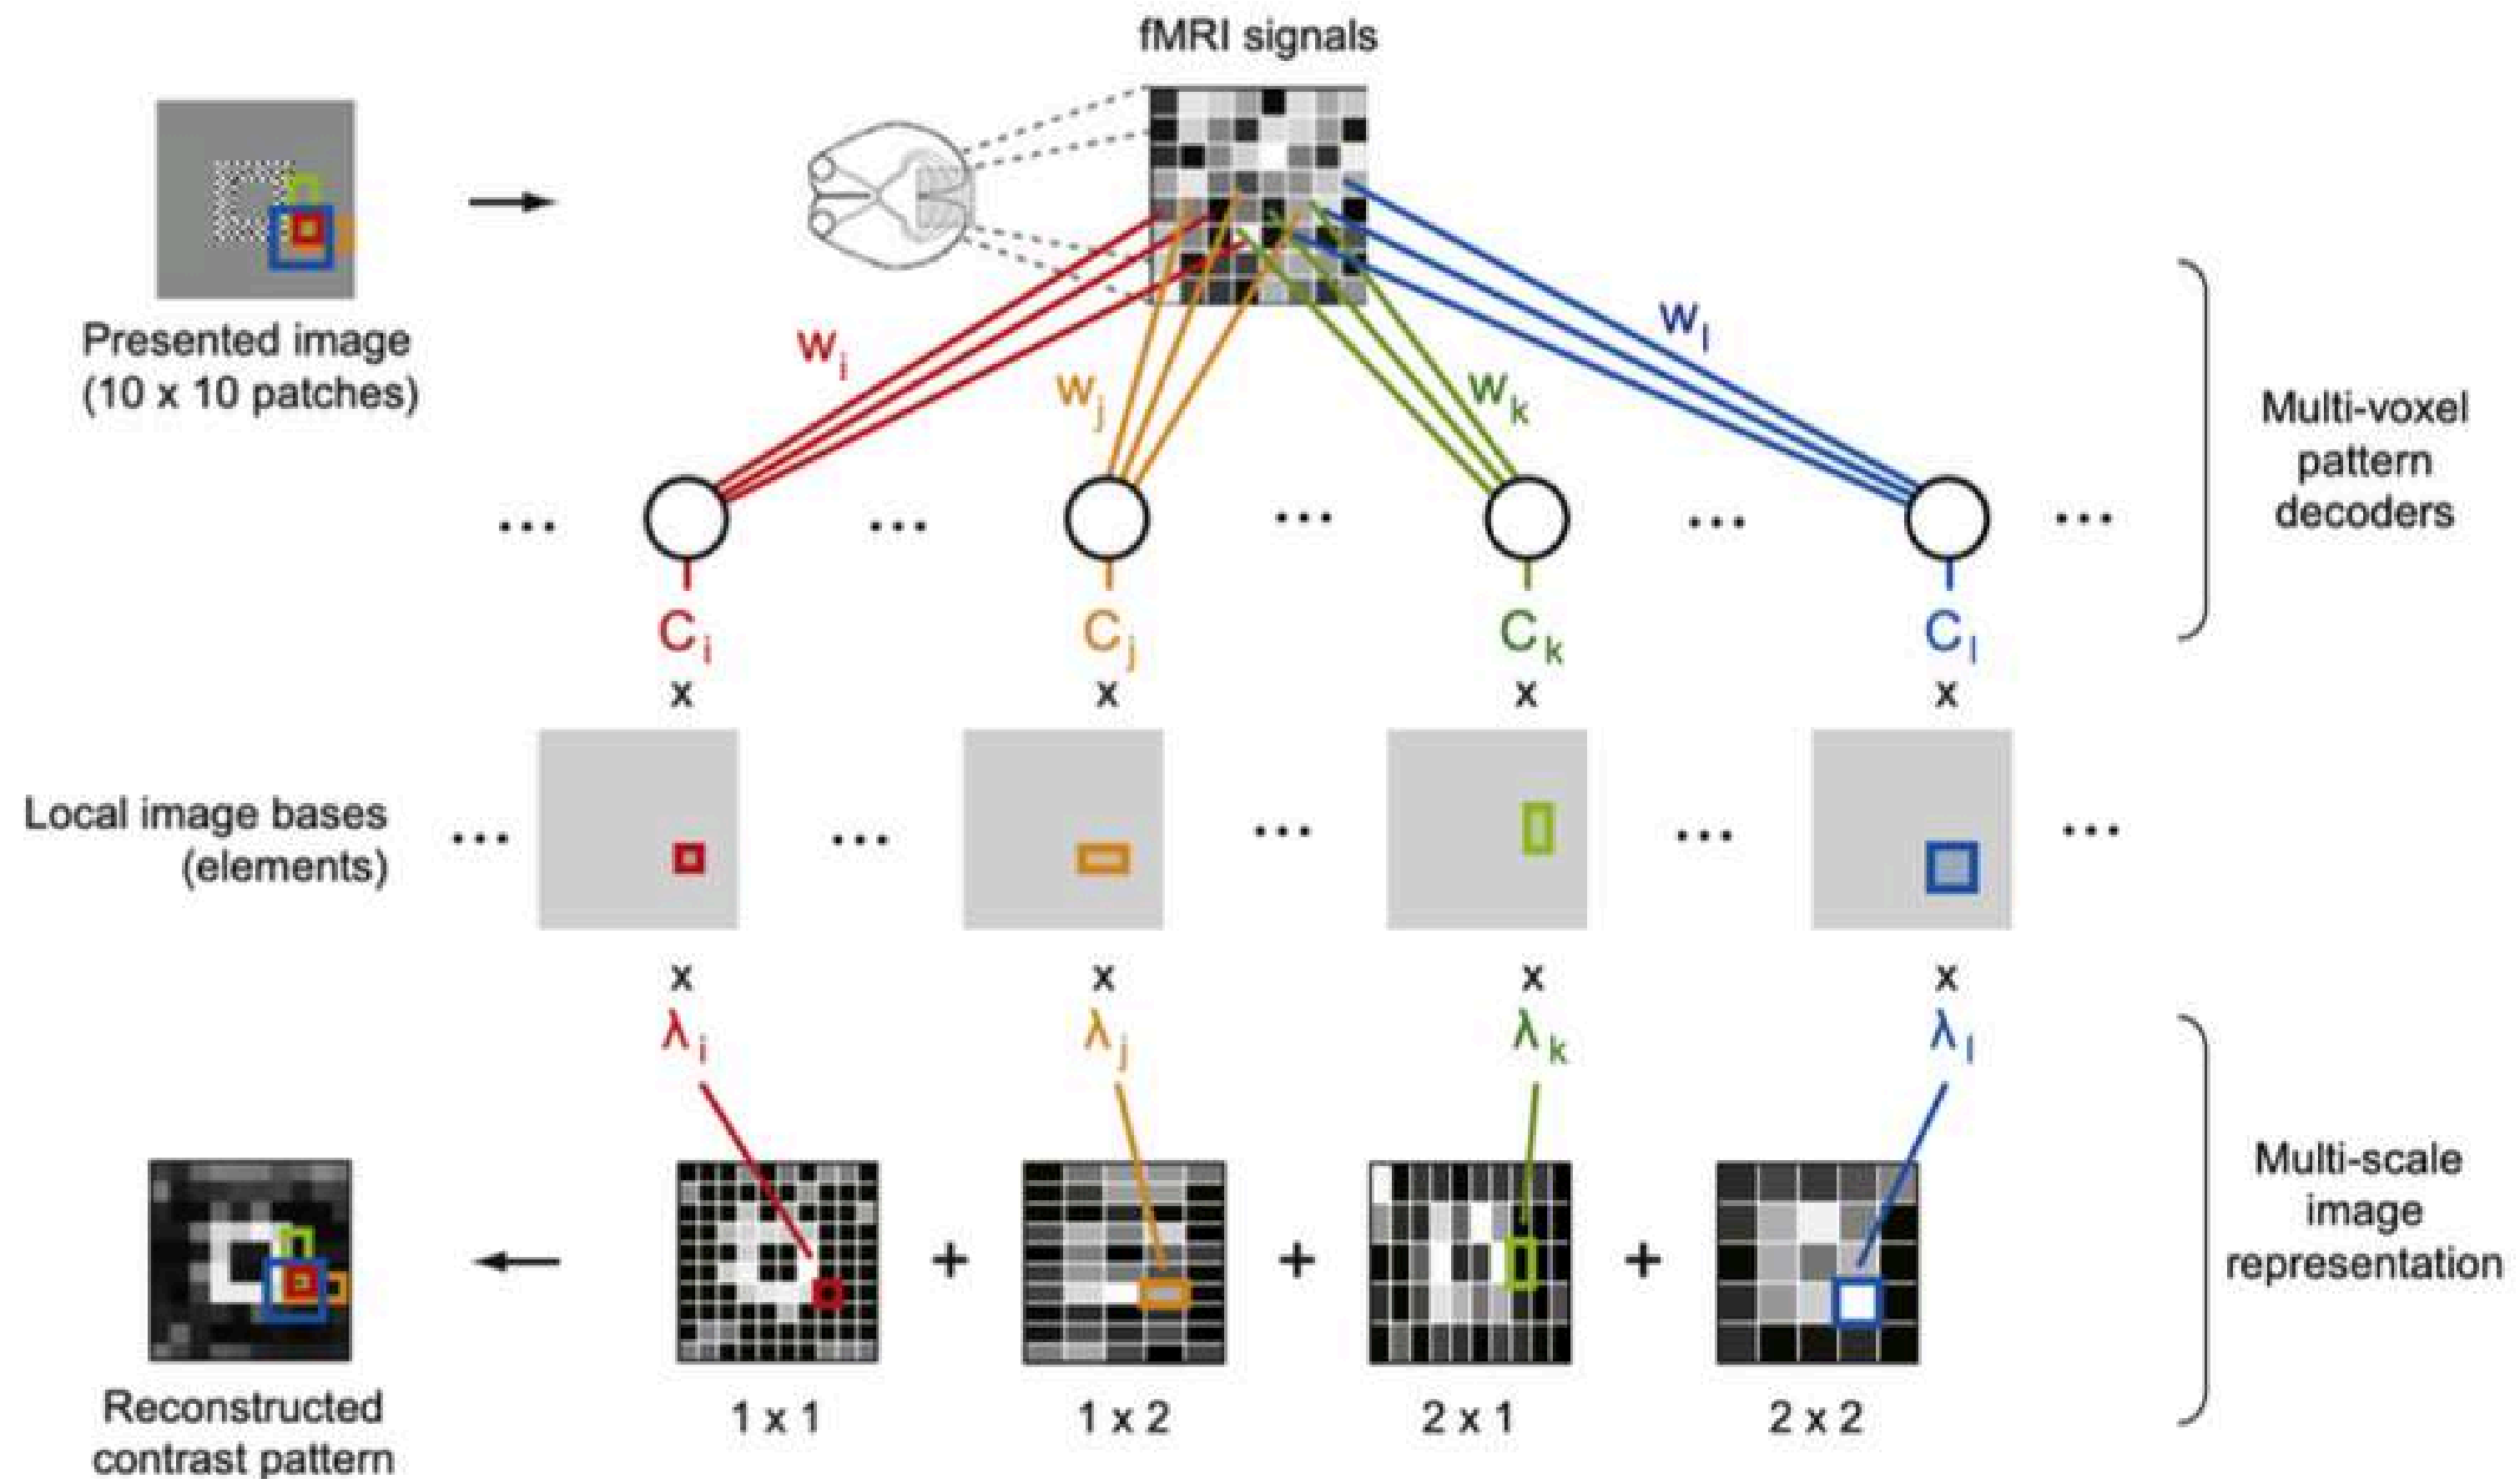 fMRI signals
Presented image
(10 x 10 patches)
w i
w j
w k
w l
Multi-voxel
pattern
decoders
... ... ... ... ...
C i C j C k C l
x x x x
Local image bases
(elements)
... ... ... ... ...
x x x x
λ i λ j λ k λ l
+ + +
Multi-scale
image
representation
1 x 1 1 x 2 2 x 1 2 x 2
Reconstructed
contrast pattern